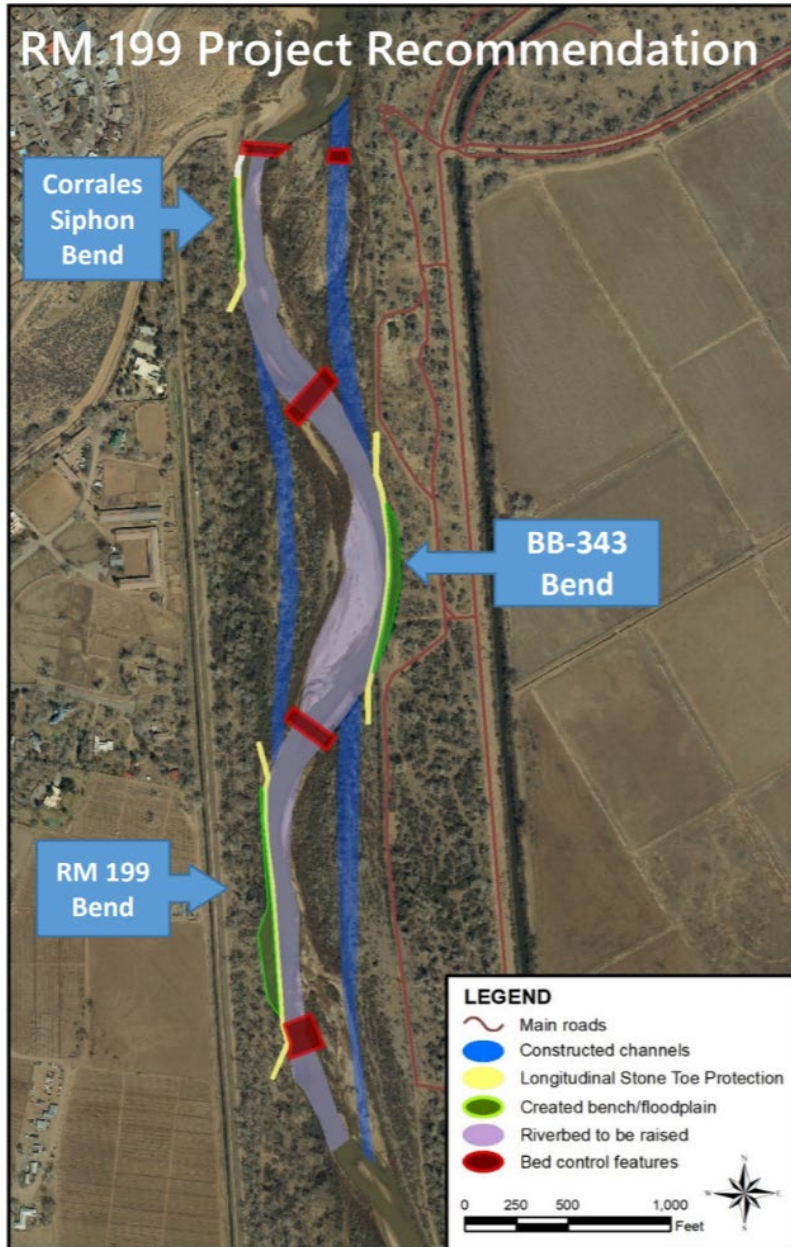 RM 199 Project Recommendation
Corrales
Siphon
Bend
BB-343
Bend
RM 199
Bend
LEGEND
Main roads
Constructed channels
Longitudinal Stone Toe Protection
Created bench/floodplain
Riverbed to be raised
Bed control features
N
W E
S
0 250 500 1,000
Feet